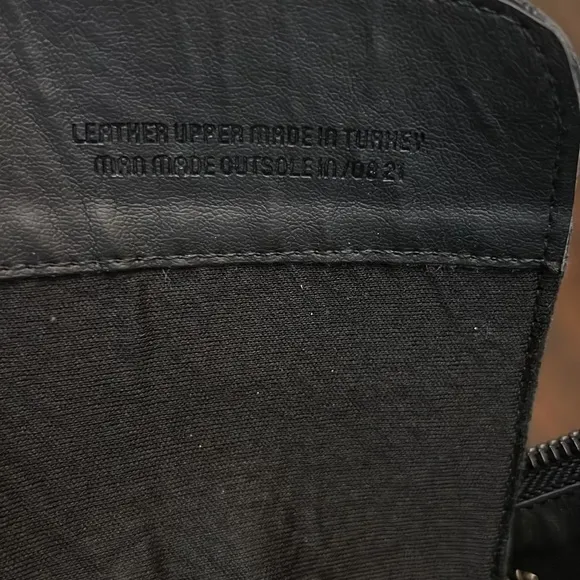 LEATHER UPPER MADE IN TURKEY
MAN MADE OUTSOLE IN /08 21